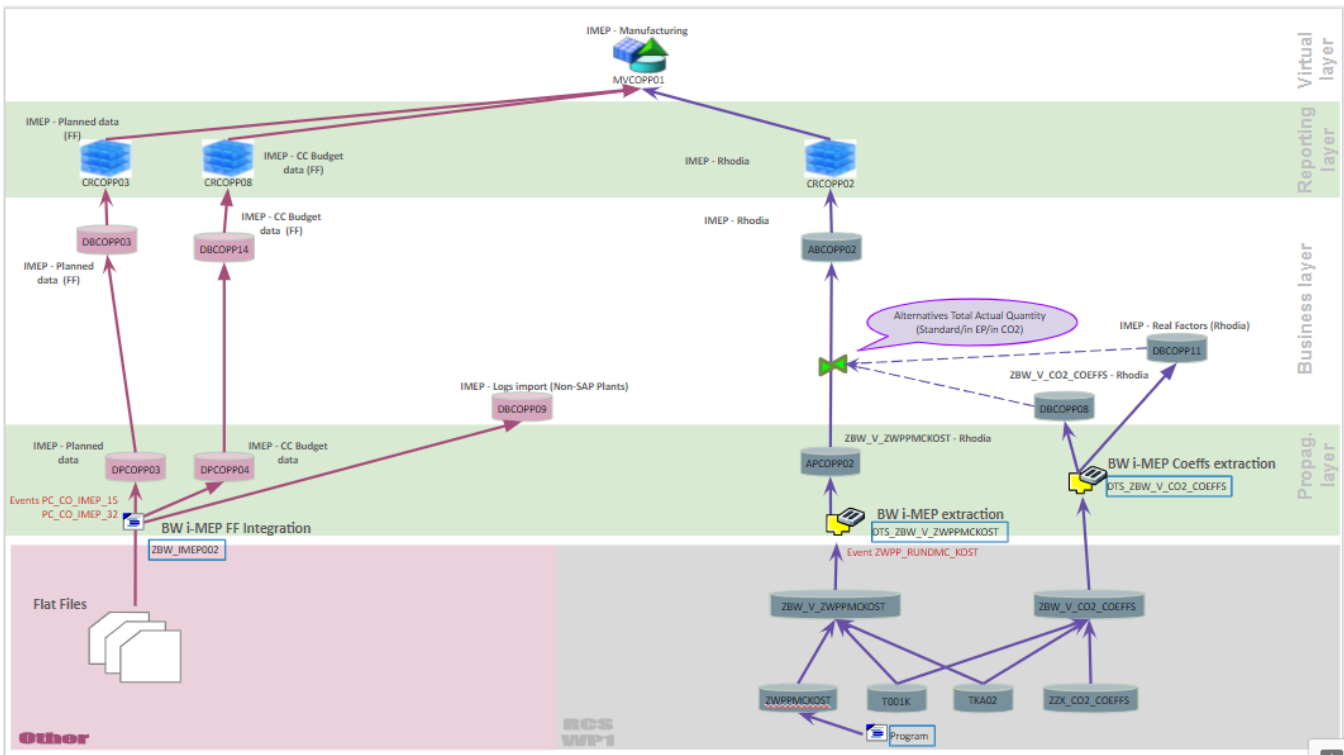 IMEP - Manufacturing
MVCOPP01
Virtual
layer
IMEP - Planned data
(FF)
CRCOPP03
CRCOPP08
IMEP - CC Budget
data (FF)
IMEP - Rhodia
CRCOPP02
Reporting
layer
DBCOPP03
IMEP - Planned
data (FF)
IMEP - CC Budget
data (FF)
DBCOPP14
IMEP - Rhodia
ABCOPP02
Alternatives Total Actual Quantity
(Standard/in EP/in CO2)
IMEP - Real Factors (Rhodia)
DBCOPP11
ZBW_V_CO2_COEFFS - Rhodia
DBCOPP08
IMEP - Logs import (Non-SAP Plants)
DBCOPP09
Business layer
IMEP - Planned
data
DPCOPP03
DPCOPP04
IMEP - CC Budget
data
ZBW_V_ZWPPMCKOST - Rhodia
APCOPP02
BW i-MEP Coeffs extraction
DTS_ZBW_V_CO2_COEFFS
Events PC_CO_IMEP_15
PC_CO_IMEP_32
BW i-MEP FF Integration
ZBW_IMEP002
BW i-MEP extraction
DTS_ZBW_V_ZWPPMCKOST
Event ZWPP_RUNDMC_KOST
Propag.
layer
Flat Files
ZBW_V_ZWPPMCKOST
ZBW_V_CO2_COEFFS
ZWPPMCKOST
T001K
TKA02
ZZX_CO2_COEFFS
Program
Other
RCS
WP1